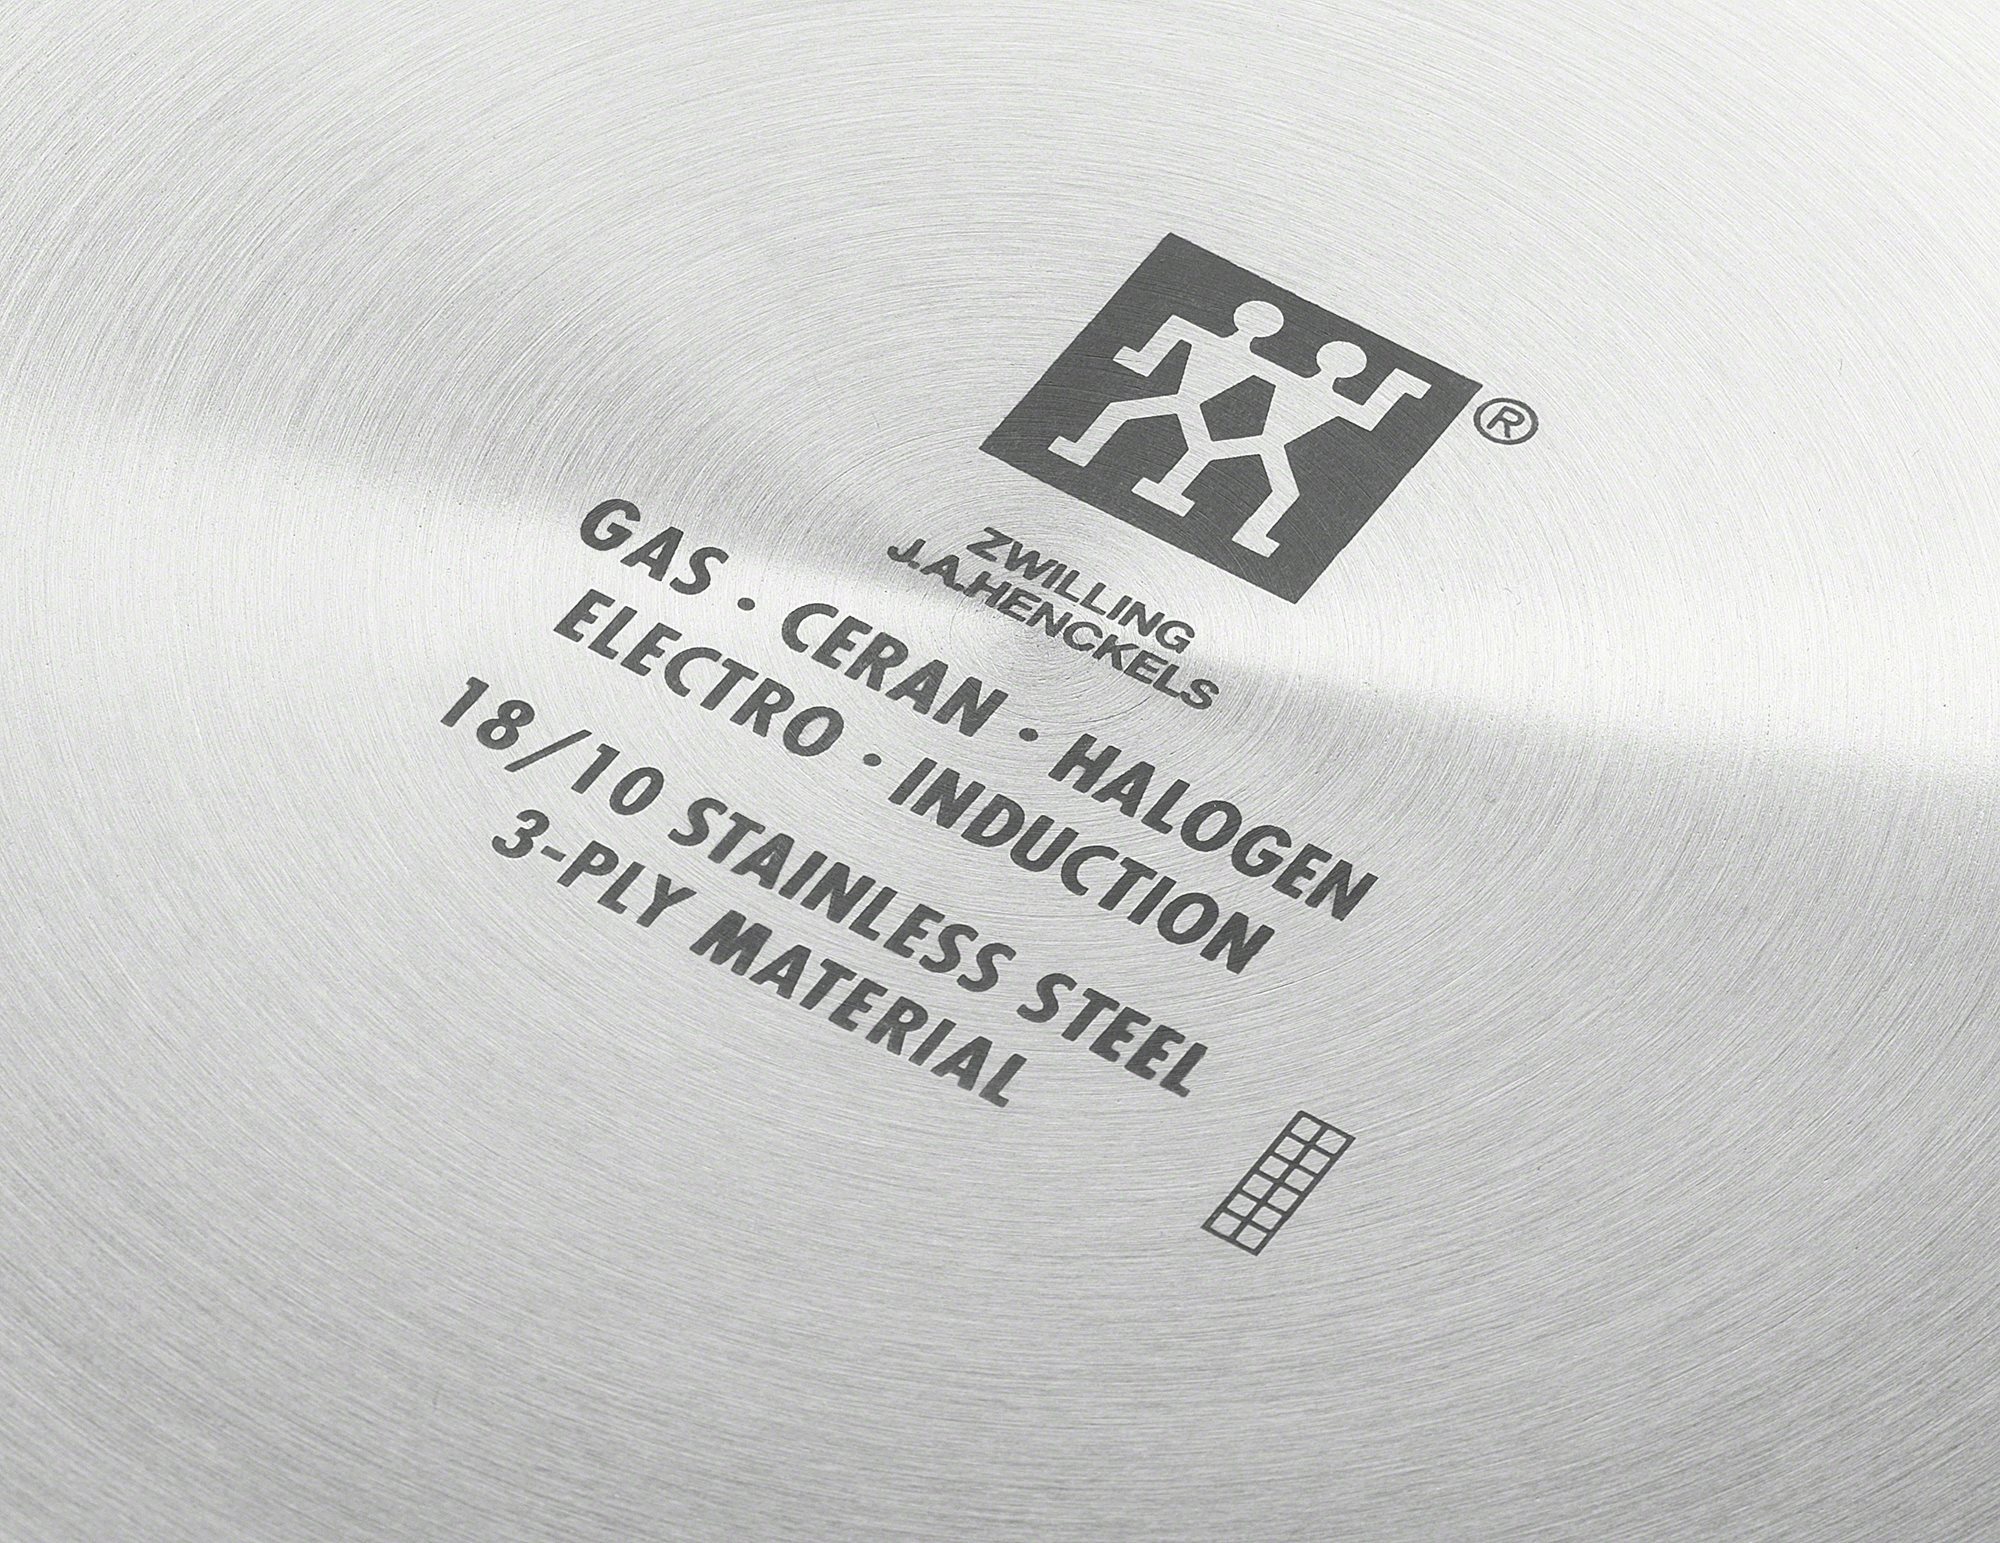 ®
ZWILLING
J.A.HENCKELS
GAS · CERAN · HALOGEN
ELECTRO · INDUCTION
18/10 STAINLESS STEEL
3-PLY MATERIAL